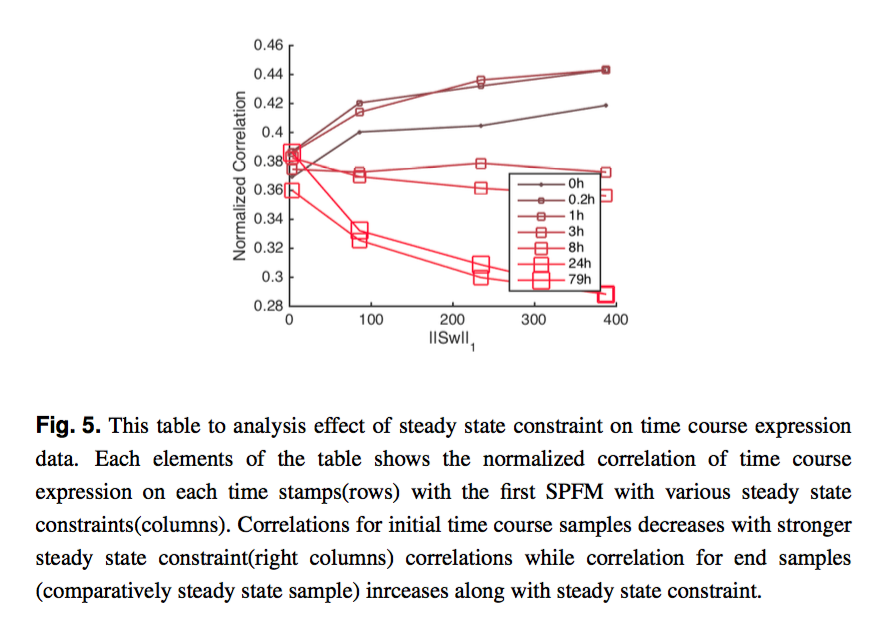 0.46
0.44
0.42
0.4
0.38
0.36
0.34
0.32
0.3
0.28
Normalized Correlation
0 100 200 300 400
||Sw||1
0h
0.2h
1h
3h
8h
24h
79h
Fig. 5. This table to analysis effect of steady state constraint on time course expression
data. Each elements of the table shows the normalized correlation of time course
expression on each time stamps(rows) with the first SPFM with various steady state
constraints(columns). Correlations for initial time course samples decreases with stronger
steady state constraint(right columns) correlations while correlation for end samples
(comparatively steady state sample) inrceases along with steady state constraint.